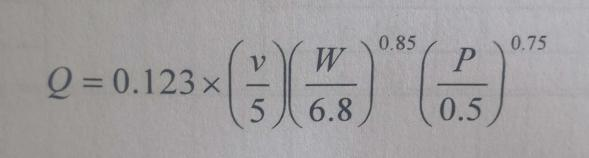 Q = 0.123 × (v/5)(W/6.8)^0.85 (P/0.5)^0.75